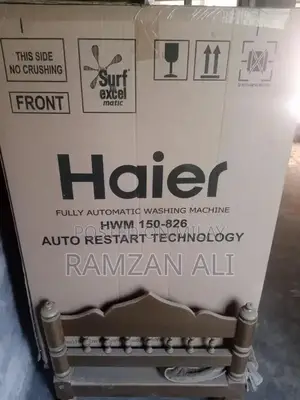 THIS SIDE
NO CRUSHING
FRONT
Surf
excel
matic
Haier
FULLY AUTOMATIC WASHING MACHINE
HWM 150-826
AUTO RESTART TECHNOLOGY
RAMZAN ALI